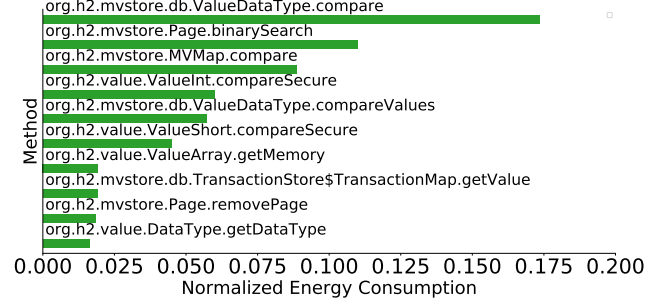 org.h2.mvstore.db.ValueDataType.compare
org.h2.mvstore.Page.binarySearch
org.h2.mvstore.MVMap.compare
org.h2.value.ValueInt.compareSecure
org.h2.mvstore.db.ValueDataType.compareValues
org.h2.value.ValueShort.compareSecure
org.h2.value.ValueArray.getMemory
org.h2.mvstore.db.TransactionStore$TransactionMap.getValue
org.h2.mvstore.Page.removePage
org.h2.value.DataType.getDataType
Method
0.000 0.025 0.050 0.075 0.100 0.125 0.150 0.175 0.200
Normalized Energy Consumption